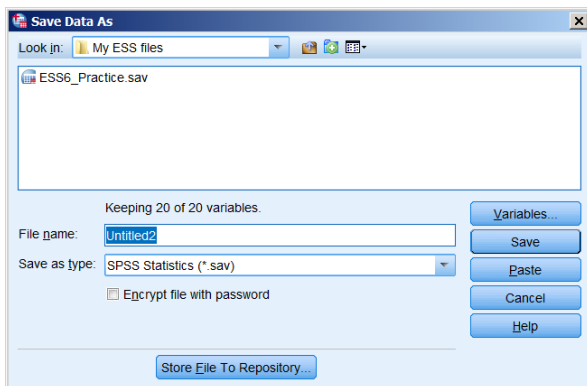 Save Data As
Look in: My ESS files
ESS6_Practice.sav
Keeping 20 of 20 variables.
Variables...
File name: Untitled2
Save
Save as type: SPSS Statistics (*.sav)
Paste
Encrypt file with password
Cancel
Help
Store File To Repository...